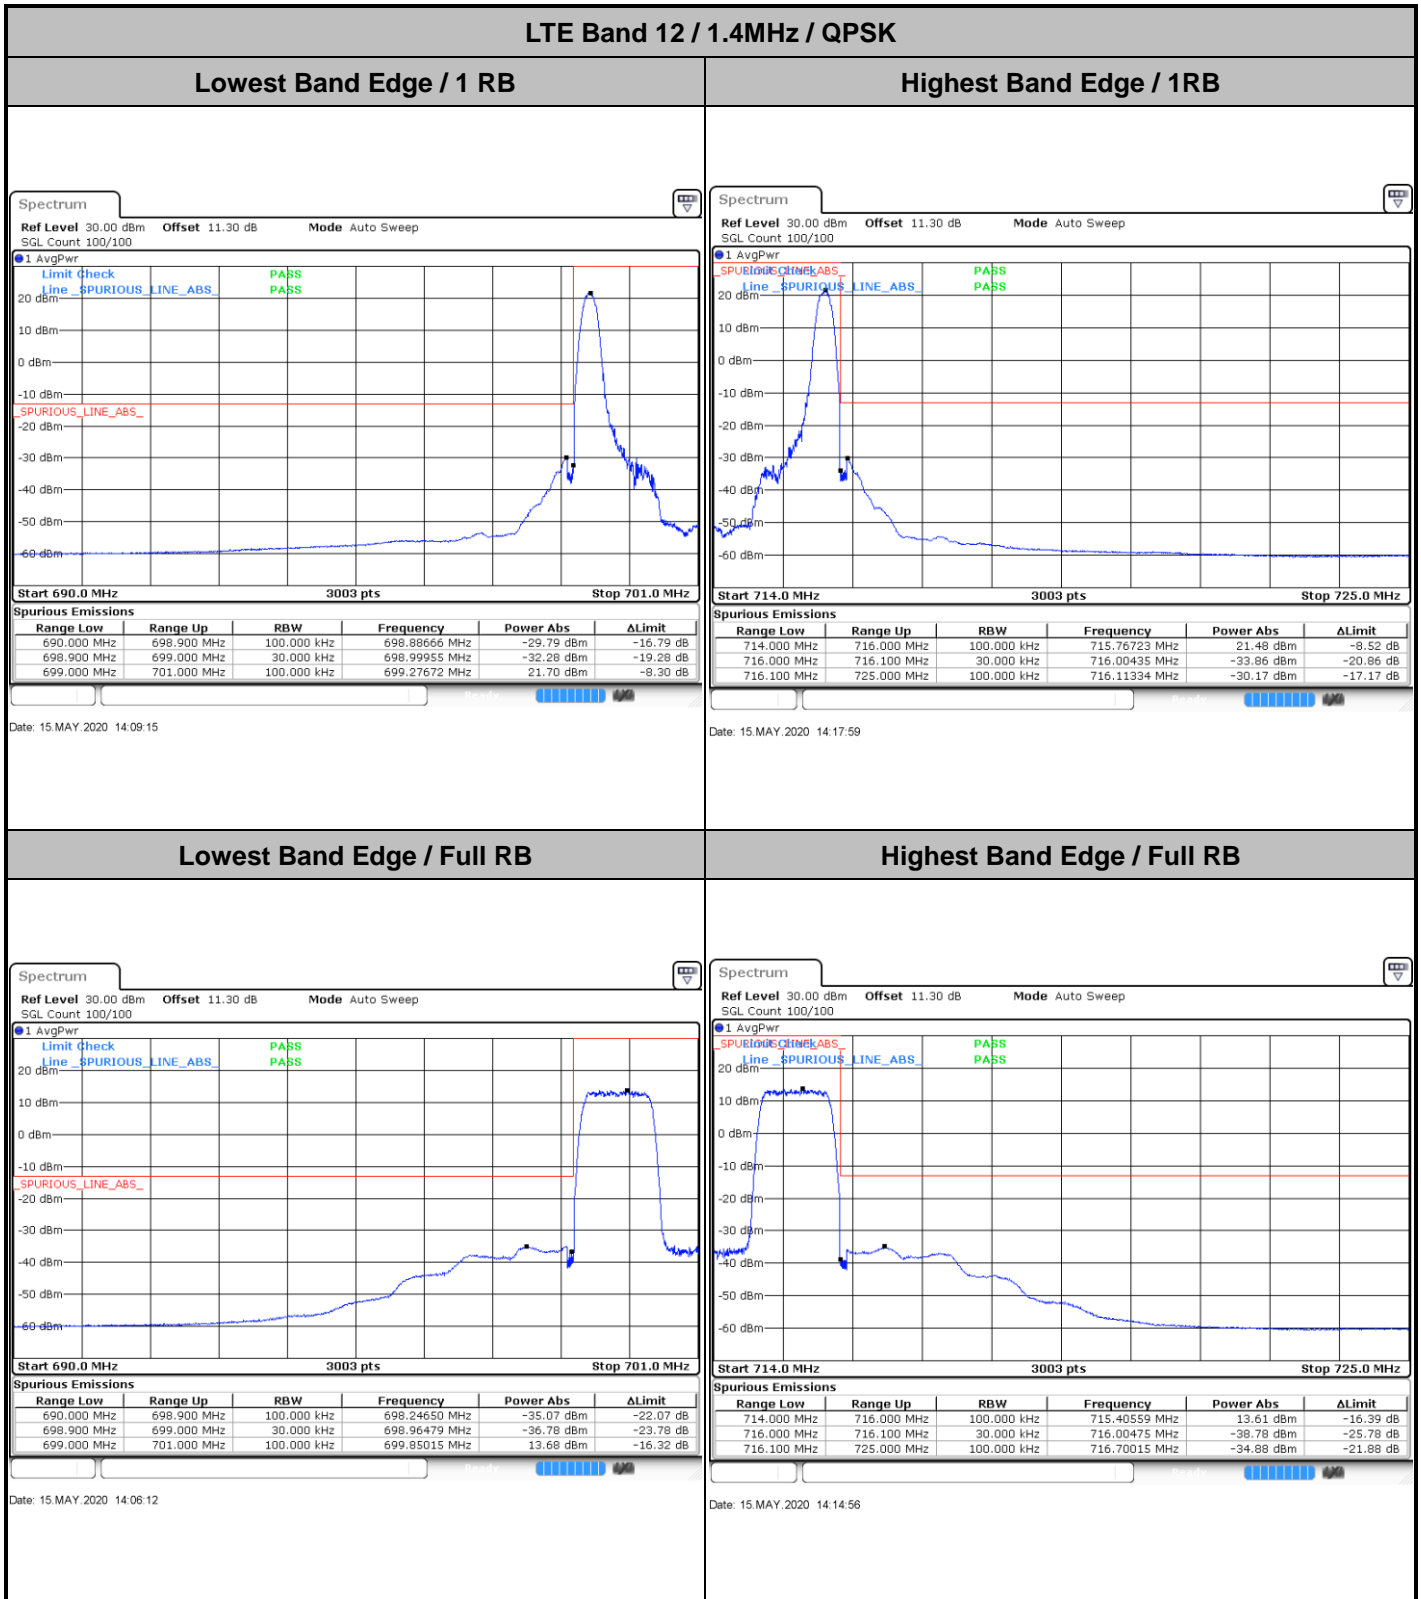 LTE Band 12 / 1.4MHz / QPSK
Lowest Band Edge / 1 RB
Highest Band Edge / 1RB
Spectrum
Ref Level 30.00 dBm Offset 11.30 dB Mode Auto Sweep
SGL Count 100/100
1 AvgPwr
Limit Check PASS
Line _SPURIOUS_LINE_ABS_ PASS
20 dBm
10 dBm
0 dBm
-10 dBm
_SPURIOUS_LINE_ABS_
-20 dBm
-30 dBm
-40 dBm
-50 dBm
-60 dBm
Start 690.0 MHz 3003 pts Stop 701.0 MHz
Spurious Emissions
Range Low Range Up RBW Frequency Power Abs ΔLimit
690.000 MHz 698.900 MHz 100.000 kHz 698.88666 MHz -29.79 dBm -16.79 dB
698.900 MHz 699.000 MHz 30.000 kHz 698.99955 MHz -32.28 dBm -19.28 dB
699.000 MHz 701.000 MHz 100.000 kHz 699.27672 MHz 21.70 dBm -8.30 dB
Ready
Date: 15.MAY.2020 14:09:15
Spectrum
Ref Level 30.00 dBm Offset 11.30 dB Mode Auto Sweep
SGL Count 100/100
1 AvgPwr
_SPURIOUS_LINE_ABS_
Limit Check PASS
Line _SPURIOUS_LINE_ABS_ PASS
20 dBm
10 dBm
0 dBm
-10 dBm
-20 dBm
-30 dBm
-40 dBm
-50 dBm
-60 dBm
Start 714.0 MHz 3003 pts Stop 725.0 MHz
Spurious Emissions
Range Low Range Up RBW Frequency Power Abs ΔLimit
714.000 MHz 716.000 MHz 100.000 kHz 715.76723 MHz 21.48 dBm -8.52 dB
716.000 MHz 716.100 MHz 30.000 kHz 716.00435 MHz -33.86 dBm -20.86 dB
716.100 MHz 725.000 MHz 100.000 kHz 716.11334 MHz -30.17 dBm -17.17 dB
Ready
Date: 15.MAY.2020 14:17:59
Lowest Band Edge / Full RB
Highest Band Edge / Full RB
Spectrum
Ref Level 30.00 dBm Offset 11.30 dB Mode Auto Sweep
SGL Count 100/100
1 AvgPwr
Limit Check PASS
Line _SPURIOUS_LINE_ABS_ PASS
20 dBm
10 dBm
0 dBm
-10 dBm
_SPURIOUS_LINE_ABS_
-20 dBm
-30 dBm
-40 dBm
-50 dBm
-60 dBm
Start 690.0 MHz 3003 pts Stop 701.0 MHz
Spurious Emissions
Range Low Range Up RBW Frequency Power Abs ΔLimit
690.000 MHz 698.900 MHz 100.000 kHz 698.24650 MHz -35.07 dBm -22.07 dB
698.900 MHz 699.000 MHz 30.000 kHz 698.96479 MHz -36.78 dBm -23.78 dB
699.000 MHz 701.000 MHz 100.000 kHz 699.85015 MHz 13.68 dBm -16.32 dB
Ready
Date: 15.MAY.2020 14:06:12
Spectrum
Ref Level 30.00 dBm Offset 11.30 dB Mode Auto Sweep
SGL Count 100/100
1 AvgPwr
_SPURIOUS_LINE_ABS_
Limit Check PASS
Line _SPURIOUS_LINE_ABS_ PASS
20 dBm
10 dBm
0 dBm
-10 dBm
-20 dBm
-30 dBm
-40 dBm
-50 dBm
-60 dBm
Start 714.0 MHz 3003 pts Stop 725.0 MHz
Spurious Emissions
Range Low Range Up RBW Frequency Power Abs ΔLimit
714.000 MHz 716.000 MHz 100.000 kHz 715.40559 MHz 13.61 dBm -16.39 dB
716.000 MHz 716.100 MHz 30.000 kHz 716.00475 MHz -38.78 dBm -25.78 dB
716.100 MHz 725.000 MHz 100.000 kHz 716.70015 MHz -34.88 dBm -21.88 dB
Ready
Date: 15.MAY.2020 14:14:56